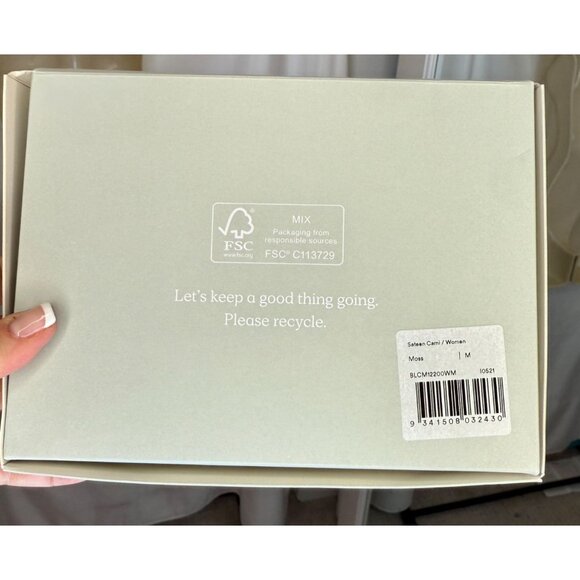 FSC
www.fsc.org
MIX
Packaging from
responsible sources
FSC® C113729
Let's keep a good thing going.
Please recycle.
Sateen Cami / Women
Moss | M
BLCM12200WM I0521
9 341508 032430